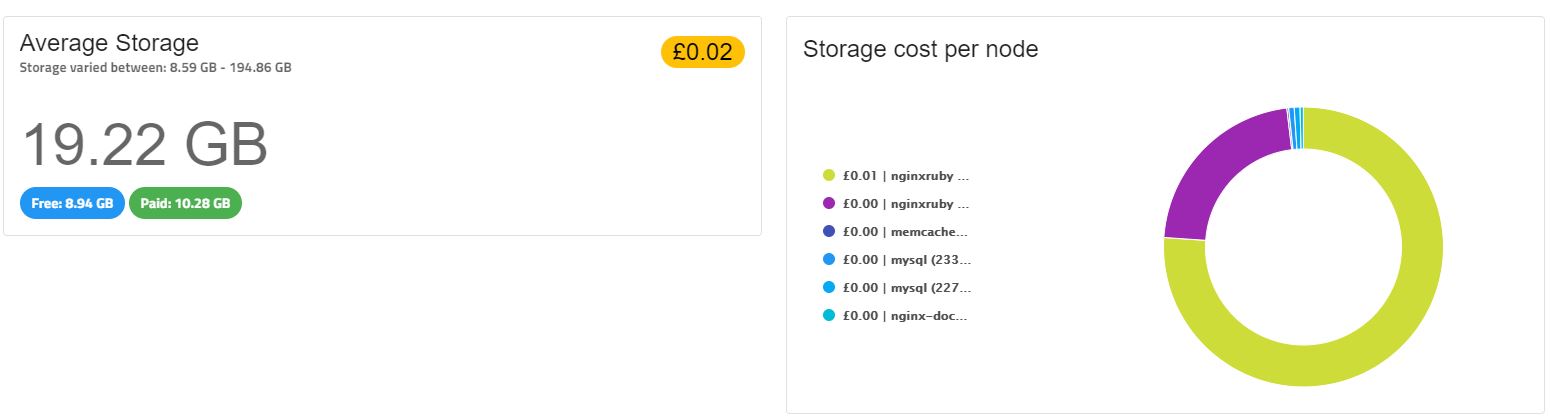 Average Storage
£0.02
Storage varied between: 8.59 GB - 194.86 GB
19.22 GB
Free: 8.94 GB
Paid: 10.28 GB
Storage cost per node
£0.01 | nginxruby ...
£0.00 | nginxruby ...
£0.00 | memcache...
£0.00 | mysql (233...
£0.00 | mysql (227...
£0.00 | nginx-doc...